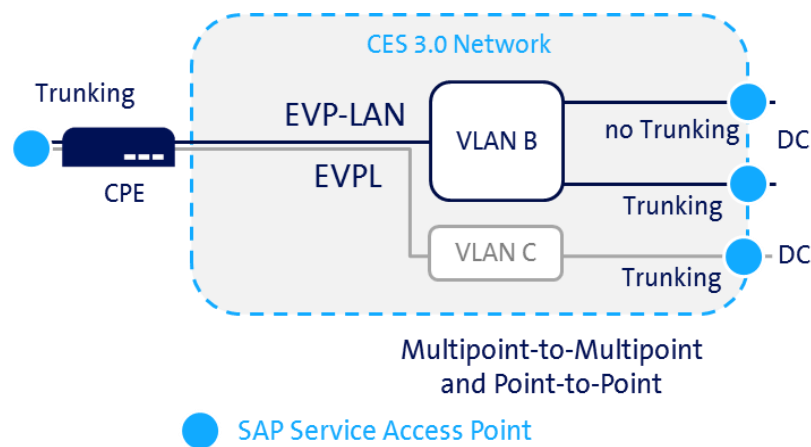 CES 3.0 Network
Trunking
EVP-LAN
VLAN B
no Trunking
DC
CPE
EVPL
Trunking
VLAN C
DC
Trunking
Multipoint-to-Multipoint
and Point-to-Point
SAP Service Access Point